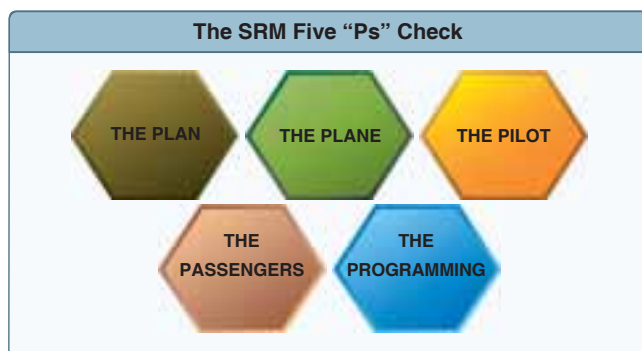 The SRM Five “Ps” Check
THE PLAN
THE PLANE
THE PILOT
THE
PASSENGERS
THE
PROGRAMMING